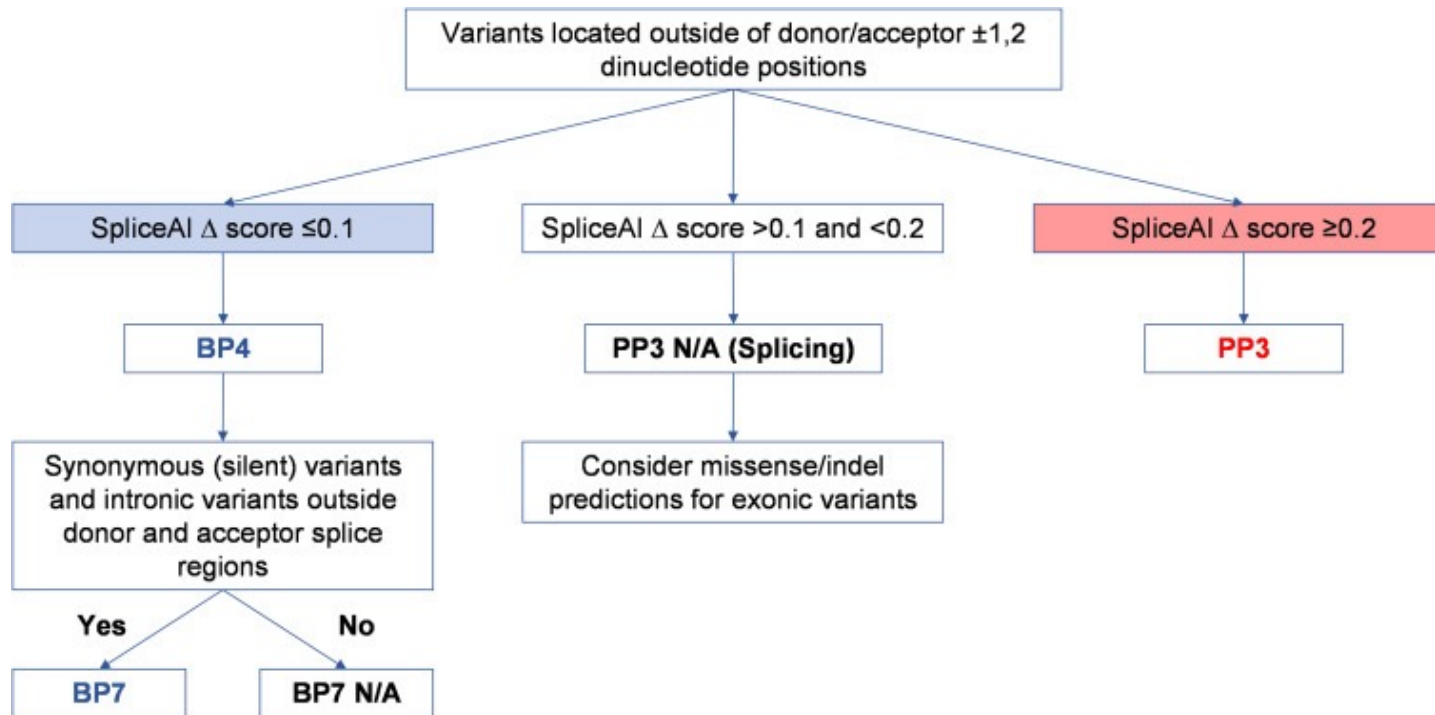 Variants located outside of donor/acceptor ±1,2
dinucleotide positions
SpliceAI Δ score ≤0.1
SpliceAI Δ score >0.1 and <0.2
SpliceAI Δ score ≥0.2
BP4
PP3 N/A (Splicing)
PP3
Synonymous (silent) variants
and intronic variants outside
donor and acceptor splice
regions
Consider missense/indel
predictions for exonic variants
Yes
No
BP7
BP7 N/A